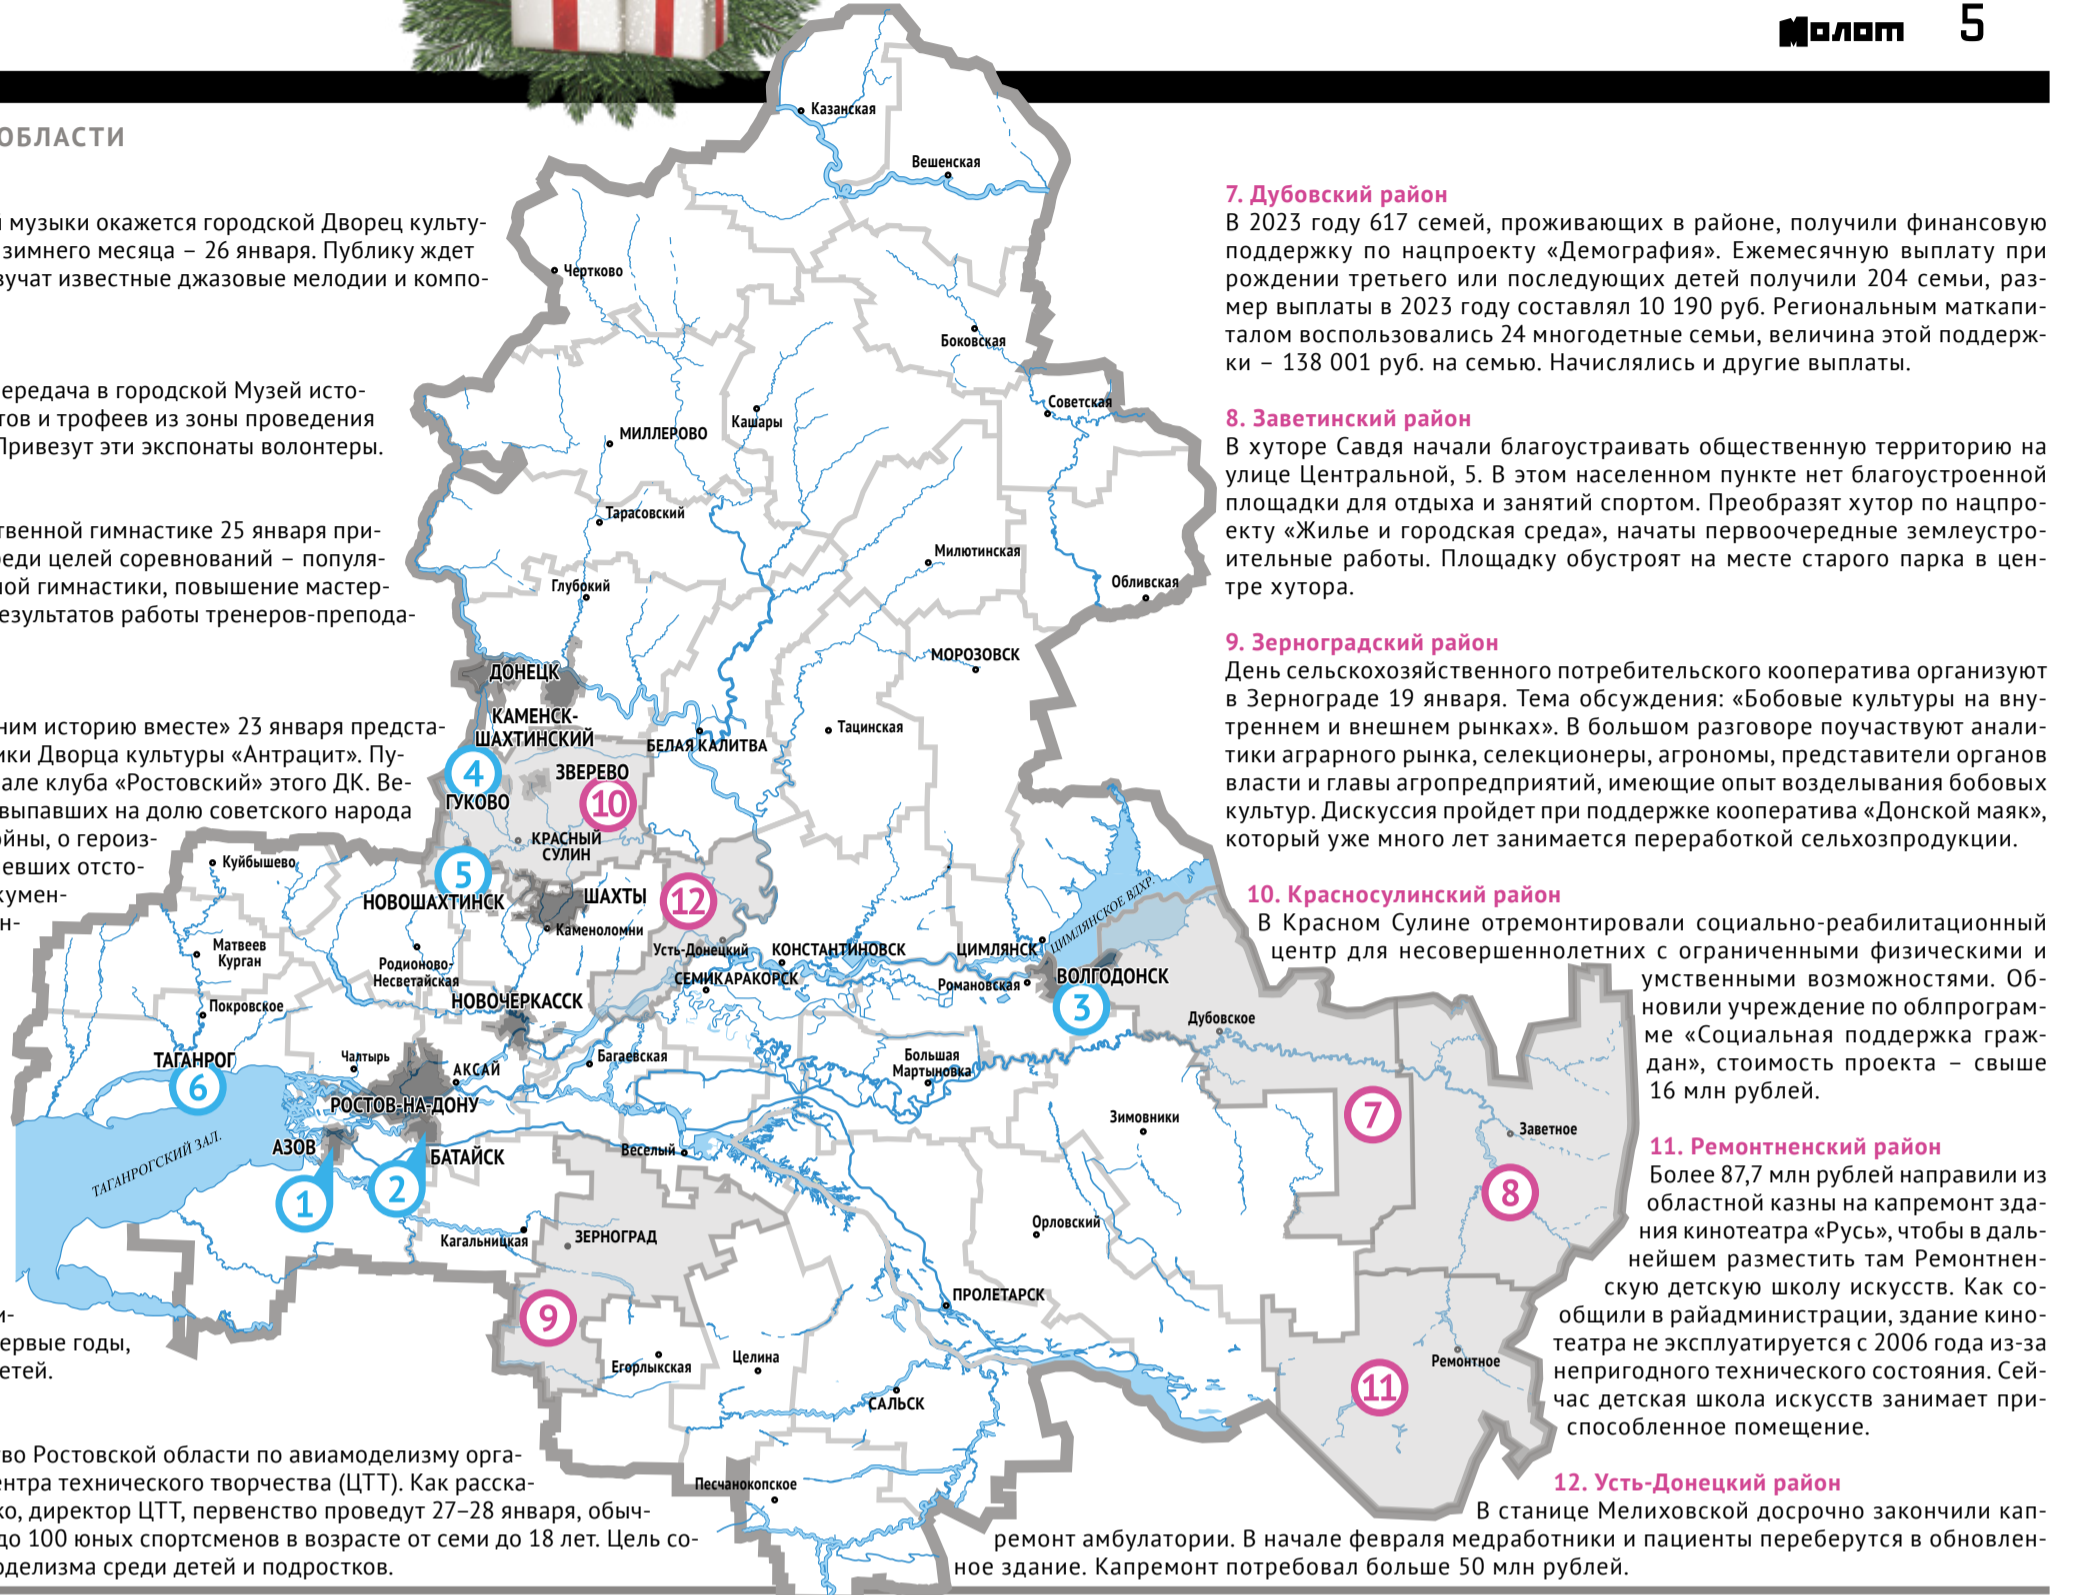 Молот 5
ОБЛАСТИ
музыки окажется городской Дворец культу-
зимнего месяца – 26 января. Публику ждет
вучат известные джазовые мелодии и компо-
ередача в городской Музей исто-
тов и трофеев из зоны проведения
Привезут эти экспонаты волонтеры.
твенной гимнастике 25 января при-
реди целей соревнований – популя-
ной гимнастики, повышение мастер-
езультатов работы тренеров-препода-
ним историю вместе» 23 января предста-
ики Дворца культуры «Антрацит». Пу-
але клуба «Ростовский» этого ДК. Ве-
выпавших на долю советского народа
йны, о героиз-
евших отсто-
кумен-
н-
и-
ервые годы,
етей.
во Ростовской области по авиамоделизму орга-
ентра технического творчества (ЦТТ). Как расска-
ко, директор ЦТТ, первенство проведут 27–28 января, обыч-
до 100 юных спортсменов в возрасте от семи до 18 лет. Цель со-
оделизма среди детей и подростков.
Казанская
Вешенская
Чертково
Боковская
Советская
Кашары
МИЛЛЕРОВО
Тарасовский
Милютинская
Глубокий
Обливская
МОРОЗОВСК
ДОНЕЦК
КАМЕНСК-
ШАХТИНСКИЙ
Тацинская
БЕЛАЯ КАЛИТВА
4
ЗВЕРЕВО
ГУКОВО
10
КРАСНЫЙ
СУЛИН
Куйбышево
5
НОВОШАХТИНСК
ШАХТЫ
12
Каменоломни
ЦИМЛЯНСКОЕ ВДХР.
Матвеев
Курган
Родионово-
Несветайская
Усть-Донецкий
КОНСТАНТИНОВСК
ЦИМЛЯНСК
СЕМИКАРАКОРСК
Романовская
ВОЛГОДОНСК
3
Покровское
НОВОЧЕРКАССК
Дубовское
ТАГАНРОГ
6
Чалтырь
АКСАЙ
Багаевская
Большая
Мартыновка
РОСТОВ-НА-ДОНУ
7
Зимовники
Заветное
АЗОВ
БАТАЙСК
Веселый
ТАГАНРОГСКИЙ ЗАЛ.
1
2
8
Орловский
Кагальницкая
ЗЕРНОГРАД
ПРОЛЕТАРСК
9
Егорлыкская
Целина
Ремонтное
11
САЛЬСК
Песчанокопское
7. Дубовский район
В 2023 году 617 семей, проживающих в районе, получили финансовую
поддержку по нацпроекту «Демография». Ежемесячную выплату при
рождении третьего или последующих детей получили 204 семьи, раз-
мер выплаты в 2023 году составлял 10 190 руб. Региональным маткапи-
талом воспользовались 24 многодетные семьи, величина этой поддерж-
ки – 138 001 руб. на семью. Начислялись и другие выплаты.
8. Заветинский район
В хуторе Савдя начали благоустраивать общественную территорию на
улице Центральной, 5. В этом населенном пункте нет благоустроенной
площадки для отдыха и занятий спортом. Преобразят хутор по нацпро-
екту «Жилье и городская среда», начаты первоочередные землеустро-
ительные работы. Площадку обустроят на месте старого парка в цен-
тре хутора.
9. Зерноградский район
День сельскохозяйственного потребительского кооператива организуют
в Зернограде 19 января. Тема обсуждения: «Бобовые культуры на вну-
треннем и внешнем рынках». В большом разговоре поучаствуют анали-
тики аграрного рынка, селекционеры, агрономы, представители органов
власти и главы агропредприятий, имеющие опыт возделывания бобовых
культур. Дискуссия пройдет при поддержке кооператива «Донской маяк»,
который уже много лет занимается переработкой сельхозпродукции.
10. Красносулинский район
В Красном Сулине отремонтировали социально-реабилитационный
центр для несовершеннолетних с ограниченными физическими и
умственными возможностями. Об-
новили учреждение по облпрограм-
ме «Социальная поддержка граж-
дан», стоимость проекта – свыше
16 млн рублей.
11. Ремонтненский район
Более 87,7 млн рублей направили из
областной казны на капремонт зда-
ния кинотеатра «Русь», чтобы в даль-
нейшем разместить там Ремонтнен-
скую детскую школу искусств. Как со-
общили в райадминистрации, здание кино-
театра не эксплуатируется с 2006 года из-за
непригодного технического состояния. Сей-
час детская школа искусств занимает при-
способленное помещение.
12. Усть-Донецкий район
В станице Мелиховской досрочно закончили кап-
ремонт амбулатории. В начале февраля медработники и пациенты переберутся в обновлен-
ное здание. Капремонт потребовал больше 50 млн рублей.